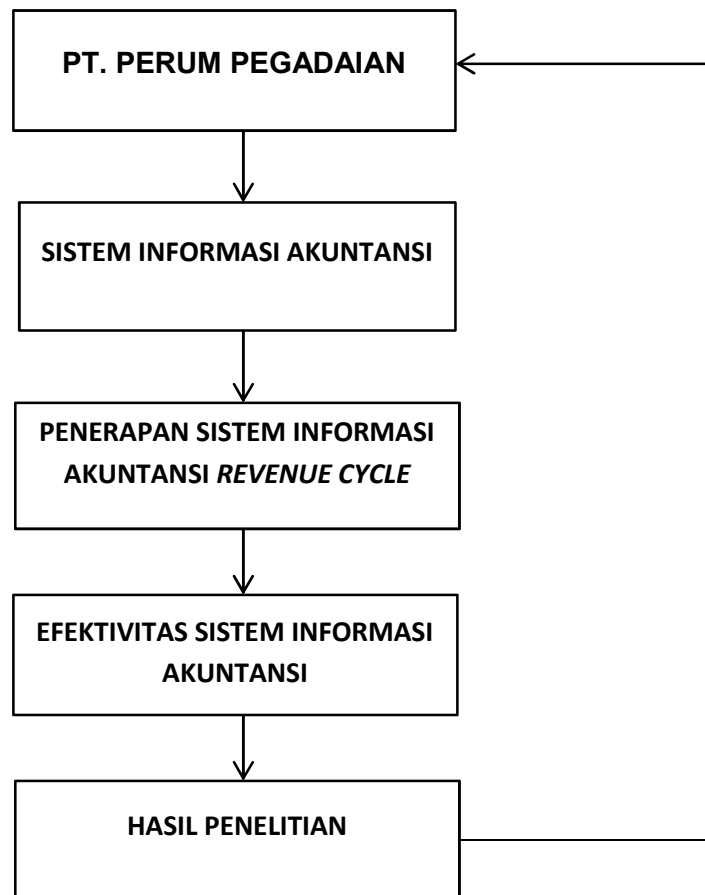 PT. PERUM PEGADAIAN
SISTEM INFORMASI AKUNTANSI
PENERAPAN SISTEM INFORMASI
AKUNTANSI REVENUE CYCLE
EFEKTIVITAS SISTEM INFORMASI
AKUNTANSI
HASIL PENELITIAN